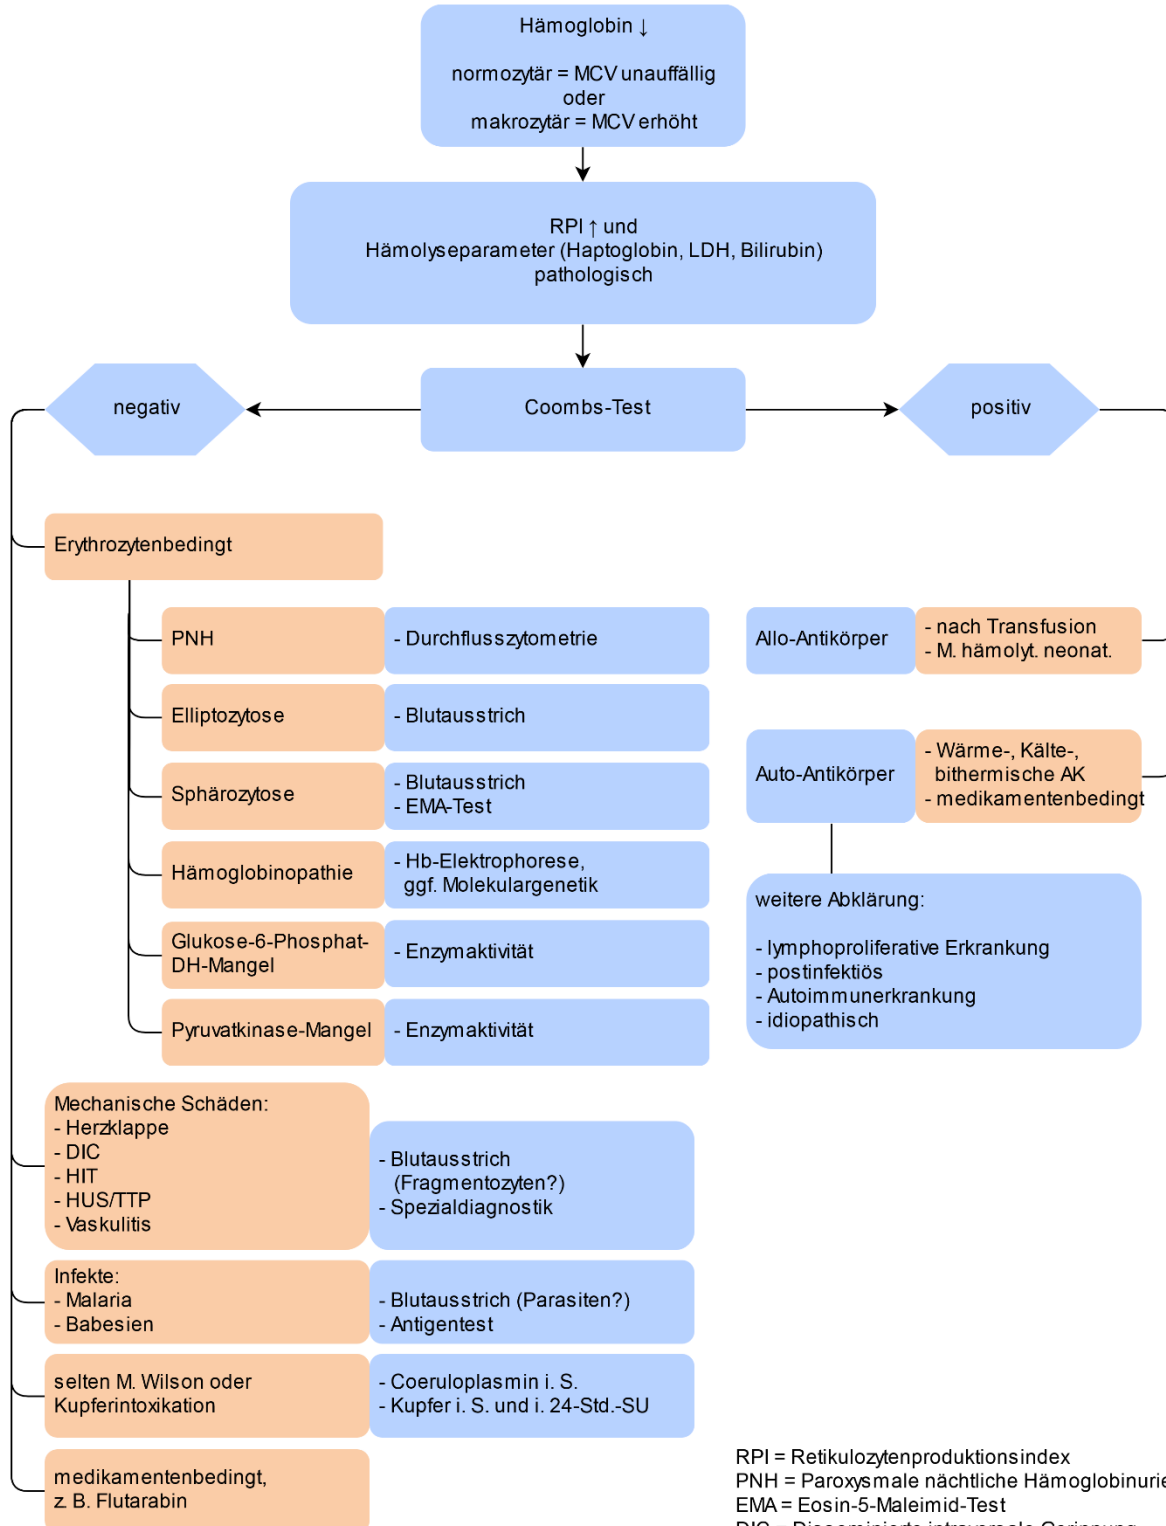 Hämoglobin ↓
normozytär = MCV unauffällig
oder
makrozytär = MCV erhöht
RPI ↑ und
Hämolyseparameter (Haptoglobin, LDH, Bilirubin)
pathologisch
negativ
Coombs-Test
positiv
Erythrozytenbedingt
PNH
- Durchflusszytometrie
Elliptozytose
- Blutausstrich
Sphärozytose
- Blutausstrich
- EMA-Test
Hämoglobinopathie
- Hb-Elektrophorese,
ggf. Molekulargenetik
Glukose-6-Phosphat-
DH-Mangel
- Enzymaktivität
Pyruvatkinase-Mangel
- Enzymaktivität
Allo-Antikörper
- nach Transfusion
- M. hämolyt. neonat.
Auto-Antikörper
- Wärme-, Kälte-,
bithermische AK
- medikamentenbedingt
weitere Abklärung:
- lymphoproliferative Erkrankung
- postinfektiös
- Autoimmunerkrankung
- idiopathisch
Mechanische Schäden:
- Herzklappe
- DIC
- HIT
- HUS/TTP
- Vaskulitis
- Blutausstrich
(Fragmentozyten?)
- Spezialdiagnostik
Infekte:
- Malaria
- Babesien
- Blutausstrich (Parasiten?)
- Antigentest
selten M. Wilson oder
Kupferintoxikation
- Coeruloplasmin i. S.
- Kupfer i. S. und i. 24-Std.-SU
medikamentenbedingt,
z. B. Flutarabin
RPI = Retikulozytenproduktionsindex
PNH = Paroxysmale nächtliche Hämoglobinurie
EMA = Eosin-5-Maleimid-Test